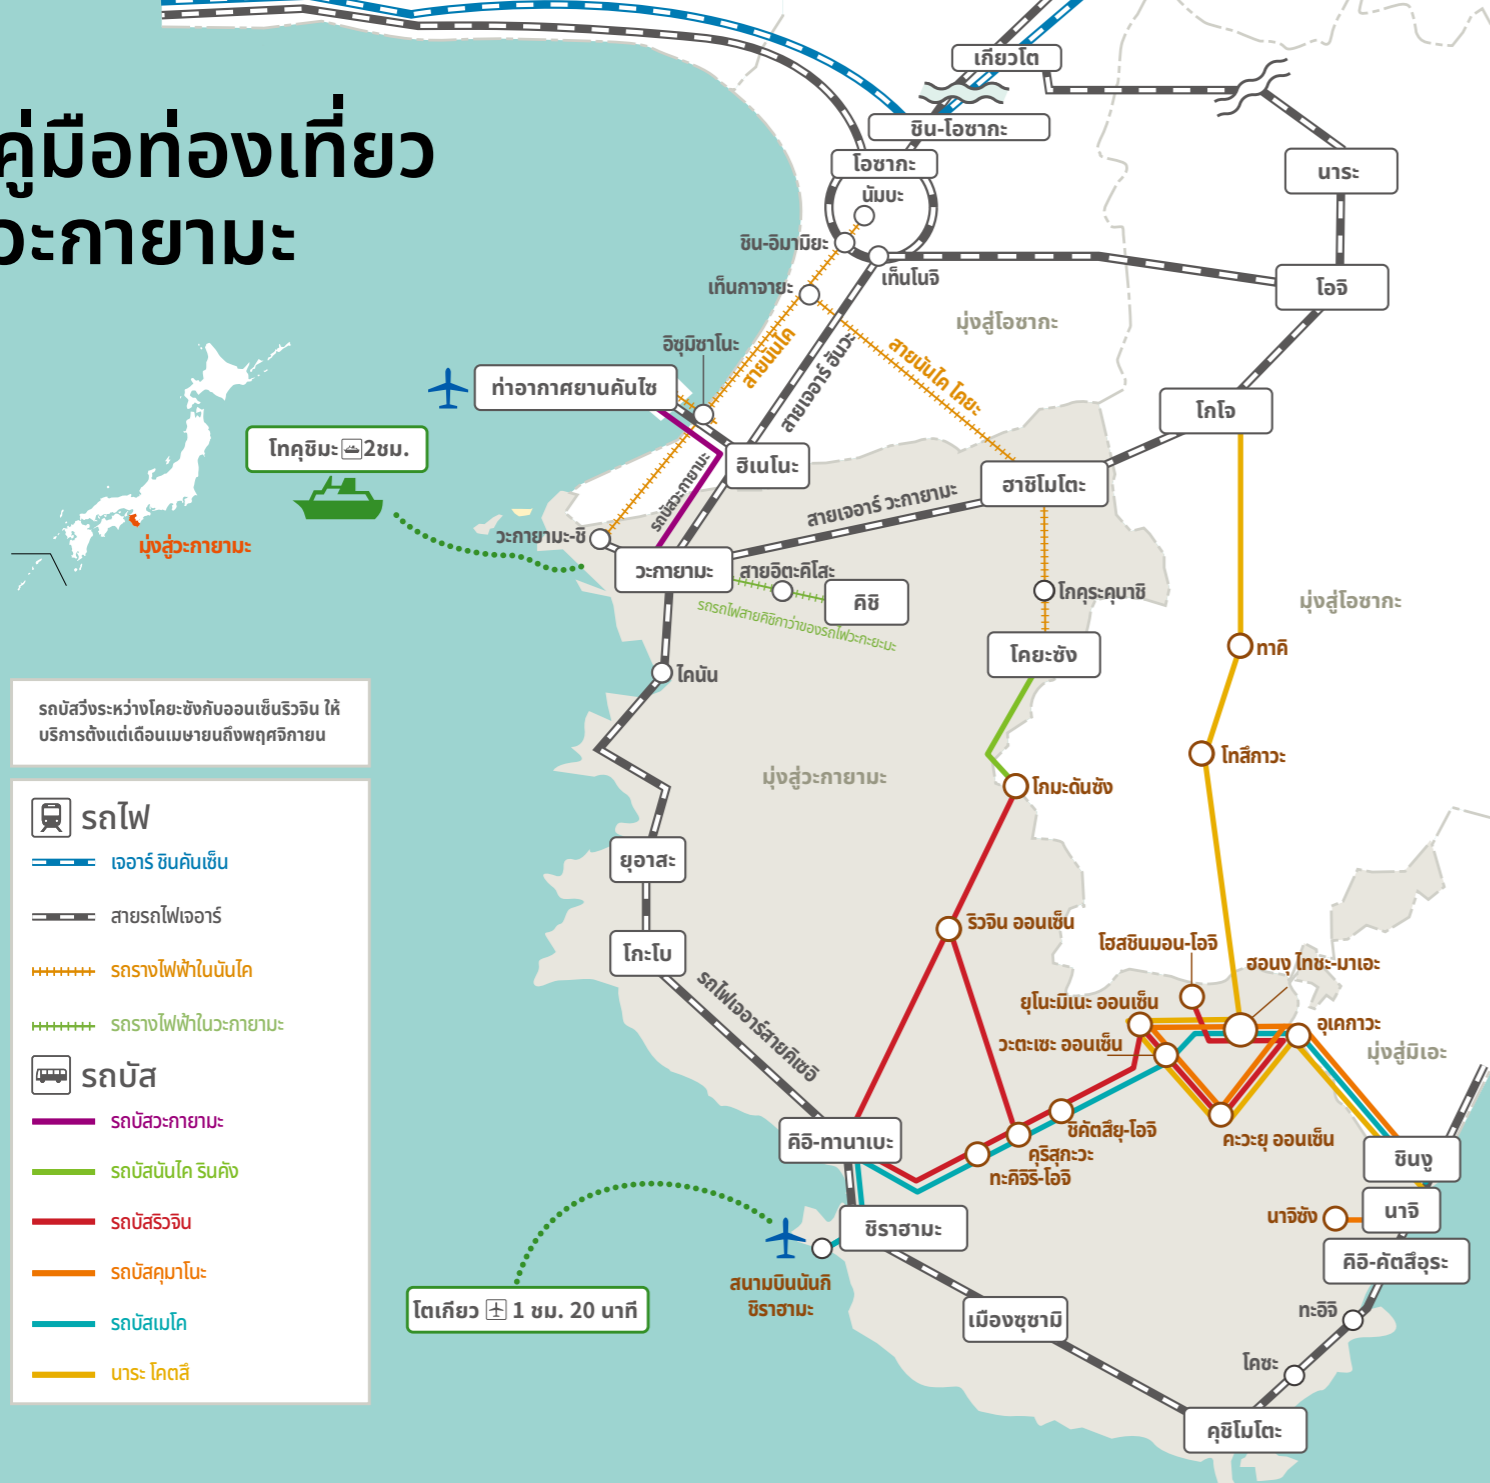 คู่มือท่องเที่ยว
วะกายามะ
เกียวโต
ชิน-โอซากะ
โอซากะ
นัมบะ
นาระ
ชิน-อิมามิยะ
เท็นโนจิ
เท็นกาจายะ
โอจิ
มุ่งสู่โอซากะ
อิซุมิซาโนะ
สายนันไค
สายเจอาร์ ฮันวะ
สายนันไค โคยะ
ท่าอากาศยานคันไซ
โกโจ
โทคุชิมะ 2ชม.
ฮิเนโนะ
ฮาชิโมโตะ
รถบัสวะกายามะ
สายเจอาร์ วะกายามะ
วะกายามะ-ชิ
มุ่งสู่วะกายามะ
วะกายามะ
สายอิตะคิโสะ
คิชิ
รถรถไฟสายคิชิกาว่าของรถไฟวะกะยะมะ
โกคุระคุบาชิ
มุ่งสู่โอซากะ
โคยะซัง
ทาคิ
ไคนัน
รถบัสวิ่งระหว่างโคยะซังกับออนเซ็นริวจิน ให้
บริการตั้งแต่เดือนเมษายนถึงพฤศจิกายน
โทสึกาวะ
มุ่งสู่วะกายามะ
โกมะดันซัง
รถไฟ
เจอาร์ ชินคันเซ็น
สายรถไฟเจอาร์
รถรางไฟฟ้าในนันไค
รถรางไฟฟ้าในวะกายามะ
รถบัส
รถบัสวะกายามะ
รถบัสนันไค รินคัง
รถบัสริวจิน
รถบัสคุมาโนะ
รถบัสเมโค
นาระ โคตสึ
ยุอาสะ
โกะโบ
ริวจิน ออนเซ็น
โฮสชินมอน-โอจิ
ฮอนงุ ไทชะ-มาเอะ
ยุโนะมิเนะ ออนเซ็น
อุเคกาวะ
วะตะเซะ ออนเซ็น
มุ่งสู่มิเอะ
รถไฟเจอาร์สายคิเซอิ
คิอิ-ทานาเบะ
ชิคัตสึยุ-โอจิ
คะวะยุ ออนเซ็น
คุริสุกะวะ
ทะคิจิริ-โอจิ
ชินงู
นาจิซัง
นาจิ
ชิราฮามะ
คิอิ-คัตสึอุระ
สนามบินนันกิ
ชิราฮามะ
โตเกียว 1 ชม. 20 นาที
เมืองซุซามิ
ทะอิจิ
โคซะ
คุชิโมโตะ